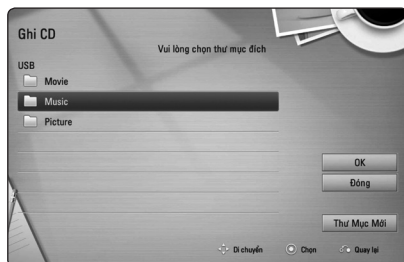 Ghi CD
Vui lòng chọn thư mục đích
USB
Movie
Music
Picture
OK
Đóng
Thư Mục Mới
Di chuyển Chọn Quay lại